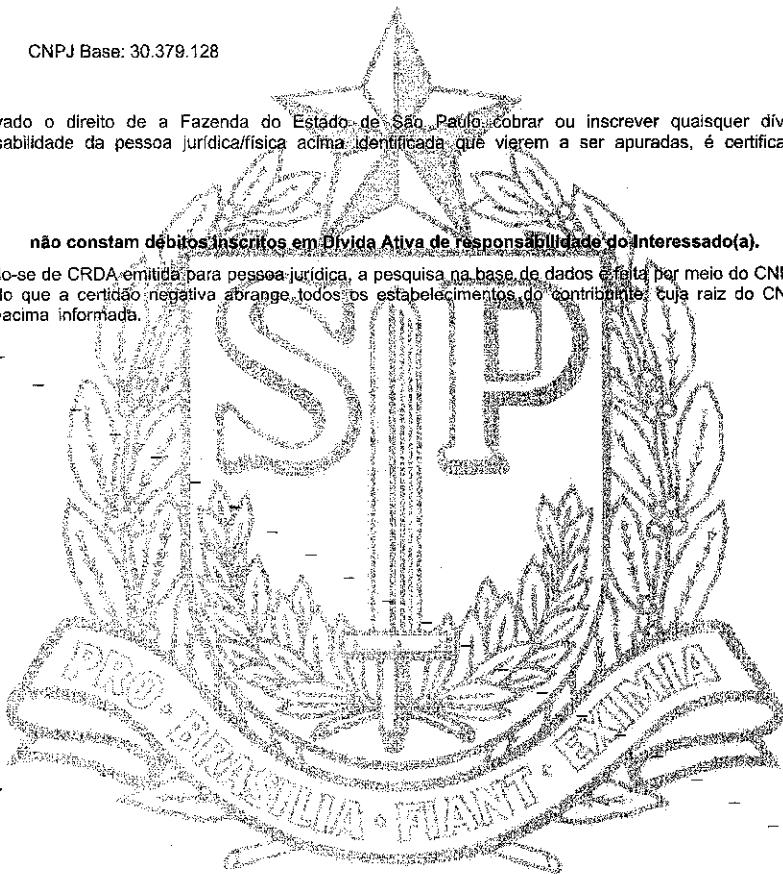 CNPJ Base: 30.379.128
vado o direito de a Fazenda do Estado de São Paulo cobrar ou inscrever quaisquer dív
sabilidade da pessoa jurídica/física acima identificada que vierem a ser apuradas, é certifica
não constam débitos inscritos em Dívida Ativa de responsabilidade do Interessado(a).
o-se de CRDA emitida para pessoa jurídica, a pesquisa na base de dados é feita por meio do CN
do que a certidão negativa abrange todos os estabelecimentos do contribuinte, cuja raiz do CN
acima informada.
SP
PRO · BRASILIA · FIANT · EXIMIA